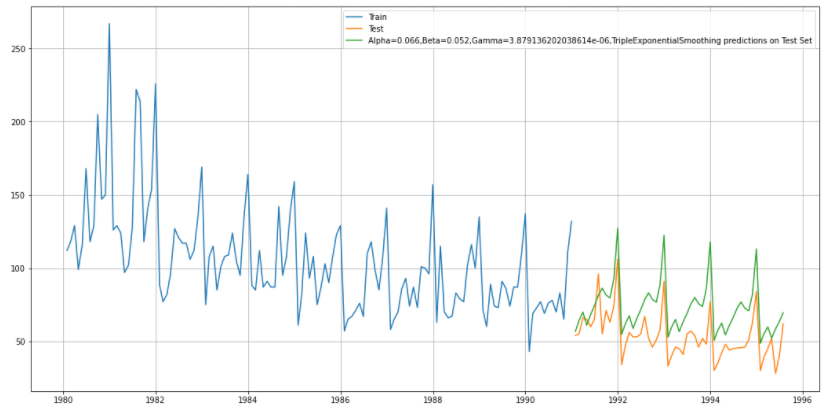 Train
Test
Alpha=0.066,Beta=0.052,Gamma=3.879136202038614e-06,TripleExponentialSmoothing predictions on Test Set
250
200
150
100
50
1980 1982 1984 1986 1988 1990 1992 1994 1996